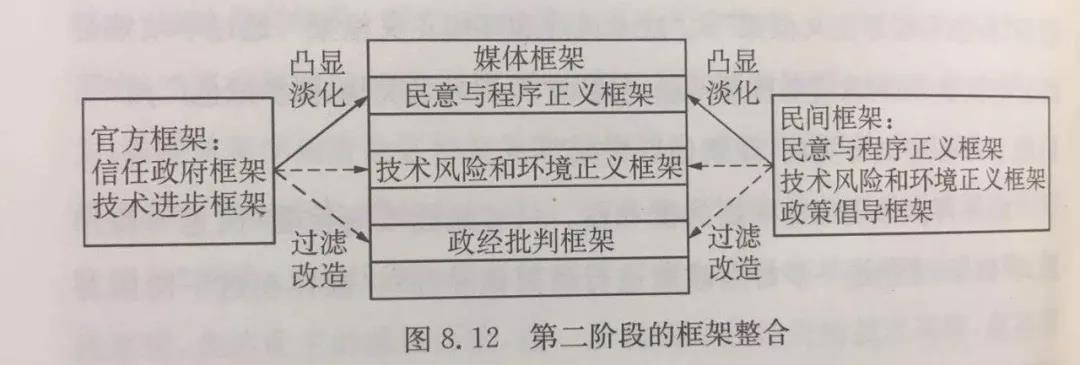 凸显
淡化
媒体框架
民意与程序正义框架
凸显
淡化
官方框架：
信任政府框架
技术进步框架
技术风险和环境正义框架
民间框架：
民意与程序正义框架
技术风险和环境正义框架
政策倡导框架
过滤
改造
政经批判框架
过滤
改造
图 8.12 第二阶段的框架整合